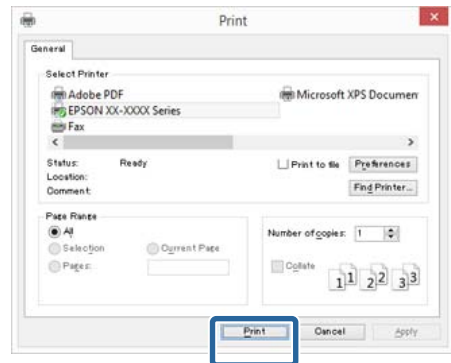 Print
General
Select Printer
Adobe PDF
Microsoft XPS Documen
EPSON XX-XXXX Series
Fax
Status: Ready
Print to file
Preferences
Location:
Comment:
Find Printer...
Page Range
All
Selection
Current Page
Pages:
Number of copies: 1
Collate
1 1 2 2 3 3
Print
Cancel
Apply